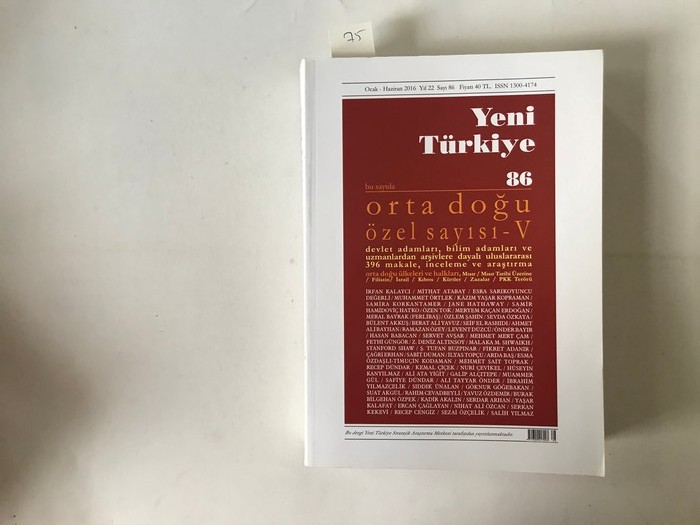 75
Ocak - Haziran 2016 Yıl 22 Sayı 86 Fiyatı 40 TL. ISSN 1300-4174
Yeni
Türkiye
86
bu sayıda
orta doğu
özel sayısı-V
devlet adamları, bilim adamları ve
uzmanlardan arşivlere dayalı uluslararası
396 makale, inceleme ve araştırma
orta doğu ülkeleri ve halkları, Mısır / Mısır Tarihi Üzerine
/ Filistin/ İsrail / Kıbrıs / Kürtler / Zazalar / PKK Terörü
İRFAN KALAYCI / MİTHAT ATABAY / ESRA SARIKOYUNCU
DEĞERLİ / MUHAMMET ÖRTLEK / KÂZIM YAŞAR KOPRAMAN /
SAMIRA KORKANTAMER / JANE HATHAWAY / SAMİR
HAMİDOVİÇ HATKO / ÖZEN TOK / MERYEM KAÇAN ERDOĞAN /
MERAL BAYRAK (FERLİBAŞ) / ÖZLEM ŞAHİN / SEVDA ÖZKAYA /
BÜLENT AKKUŞ / BERAT ALİ YAVUZ / SEİF EL RASHIDI / AHMET
ALİBAYHAN / RAMAZAN ÖZEY / LEVENT DÜZCÜ / ÖNDER BAYIR
/ HASAN BABACAN / SERVET AVŞAR / MEHMET MERT ÇAM /
FETHİ GÜNGÖR / Z. DENİZ ALTINSOY / MALAKA M. SHWAIKH /
STANFORD SHAW / Ş. TUFAN BUZPINAR / FİKRET ADANIR /
ÇAĞRI ERHAN / SABİT DUMAN / İLYAS TOPÇU / ARDA BAŞ / ESMA
ÖZDAŞLI-TİMUÇİN KODAMAN / MEHMET SAİT TOPRAK /
RECEP DÜNDAR / KEMAL ÇİÇEK / NURİ ÇEVİKEL / HÜSEYİN
KANYILMAZ / ALİ ATA YİĞİT / GALİP ALÇITEPE / MUAMMER
GÜL / SAFİYE DÜNDAR / ALİ TAYYAR ÖNDER / İBRAHİM
YILMAZÇELİK / SIDDIK ÜNALAN / GÖKNUR GÖĞEBAKAN /
SUAT AKGÜL / RAHİM CEVADBEYLİ / YAVUZ ÖZDEMİR / BURAK
BİLGEHAN ÖZPEK / KADİR AKALIN / SERDAR ARHAN / YAŞAR
KALAFAT / ERCAN ÇAĞLAYAN / NİHAT ALİ ÖZCAN / SERKAN
KEKEVİ / RECEP CENGİZ / SEZAİ ÖZÇELİK / SALİH YILMAZ
Bu dergi Yeni Türkiye Stratejik Araştırma Merkezi tarafından yayınlanmaktadır.